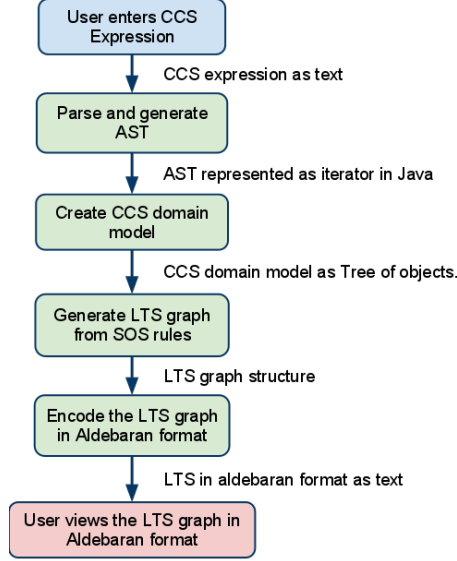 User enters CCS
Expression
CCS expression as text
Parse and generate
AST
AST represented as iterator in Java
Create CCS domain
model
CCS domain model as Tree of objects.
Generate LTS graph
from SOS rules
LTS graph structure
Encode the LTS graph
in Aldebaran format
LTS in aldebaran format as text
User views the LTS graph in
Aldebaran format